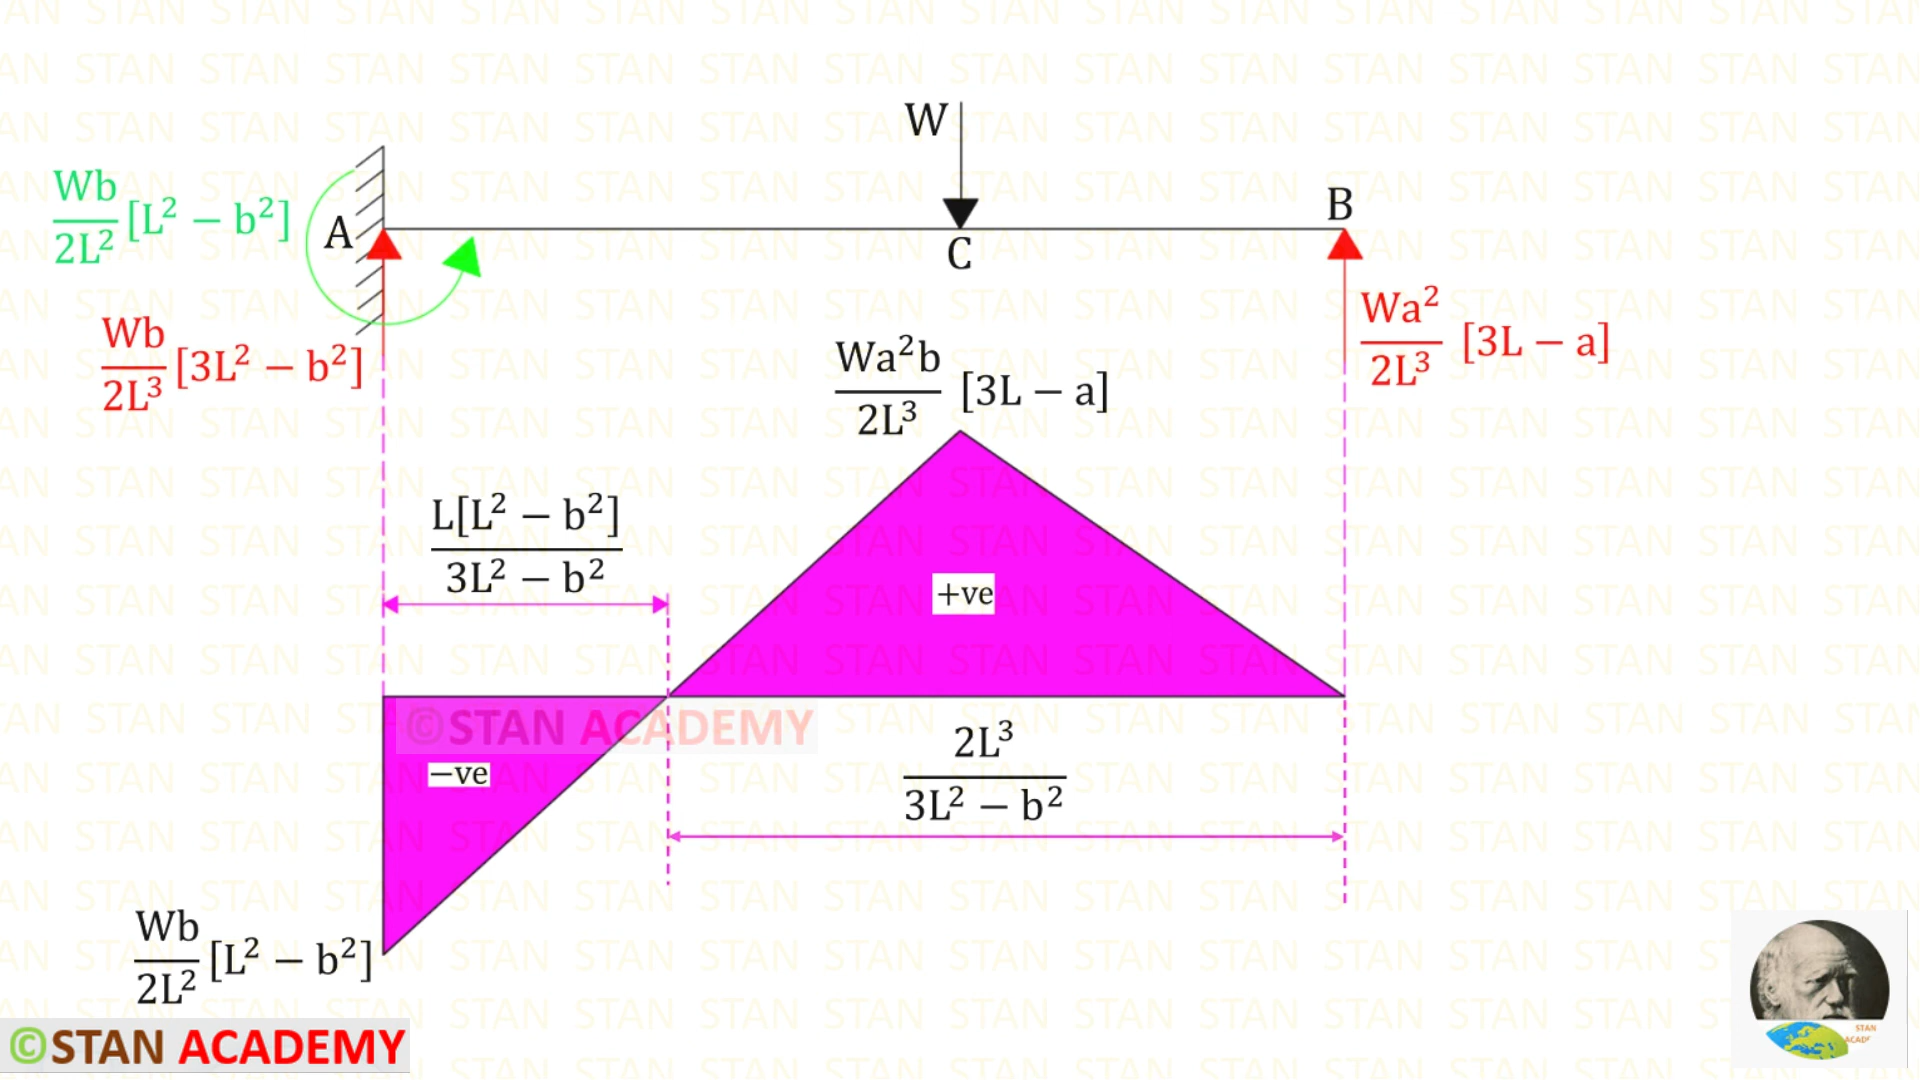 W
B
A
C
Wb/2L² [L² − b²]
Wb/2L³ [3L² − b²]
Wa²/2L³ [3L − a]
Wa²b/2L³ [3L − a]
L[L² − b²]/3L² − b²
+ve
©STAN ACADEMY
−ve
2L³/3L² − b²
Wb/2L² [L² − b²]
©STAN ACADEMY
STAN